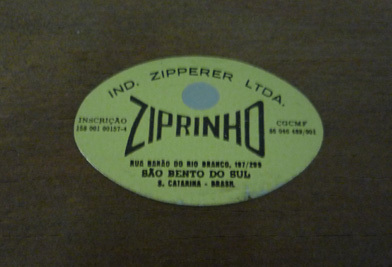 IND. ZIPPERER LTDA.
ZIPRINHO
INSCRIÇÃO
CGCMF
RUA BARÃO DO RIO BRANCO, 197/299
SÃO BENTO DO SUL
S. CATARINA - BRASIL